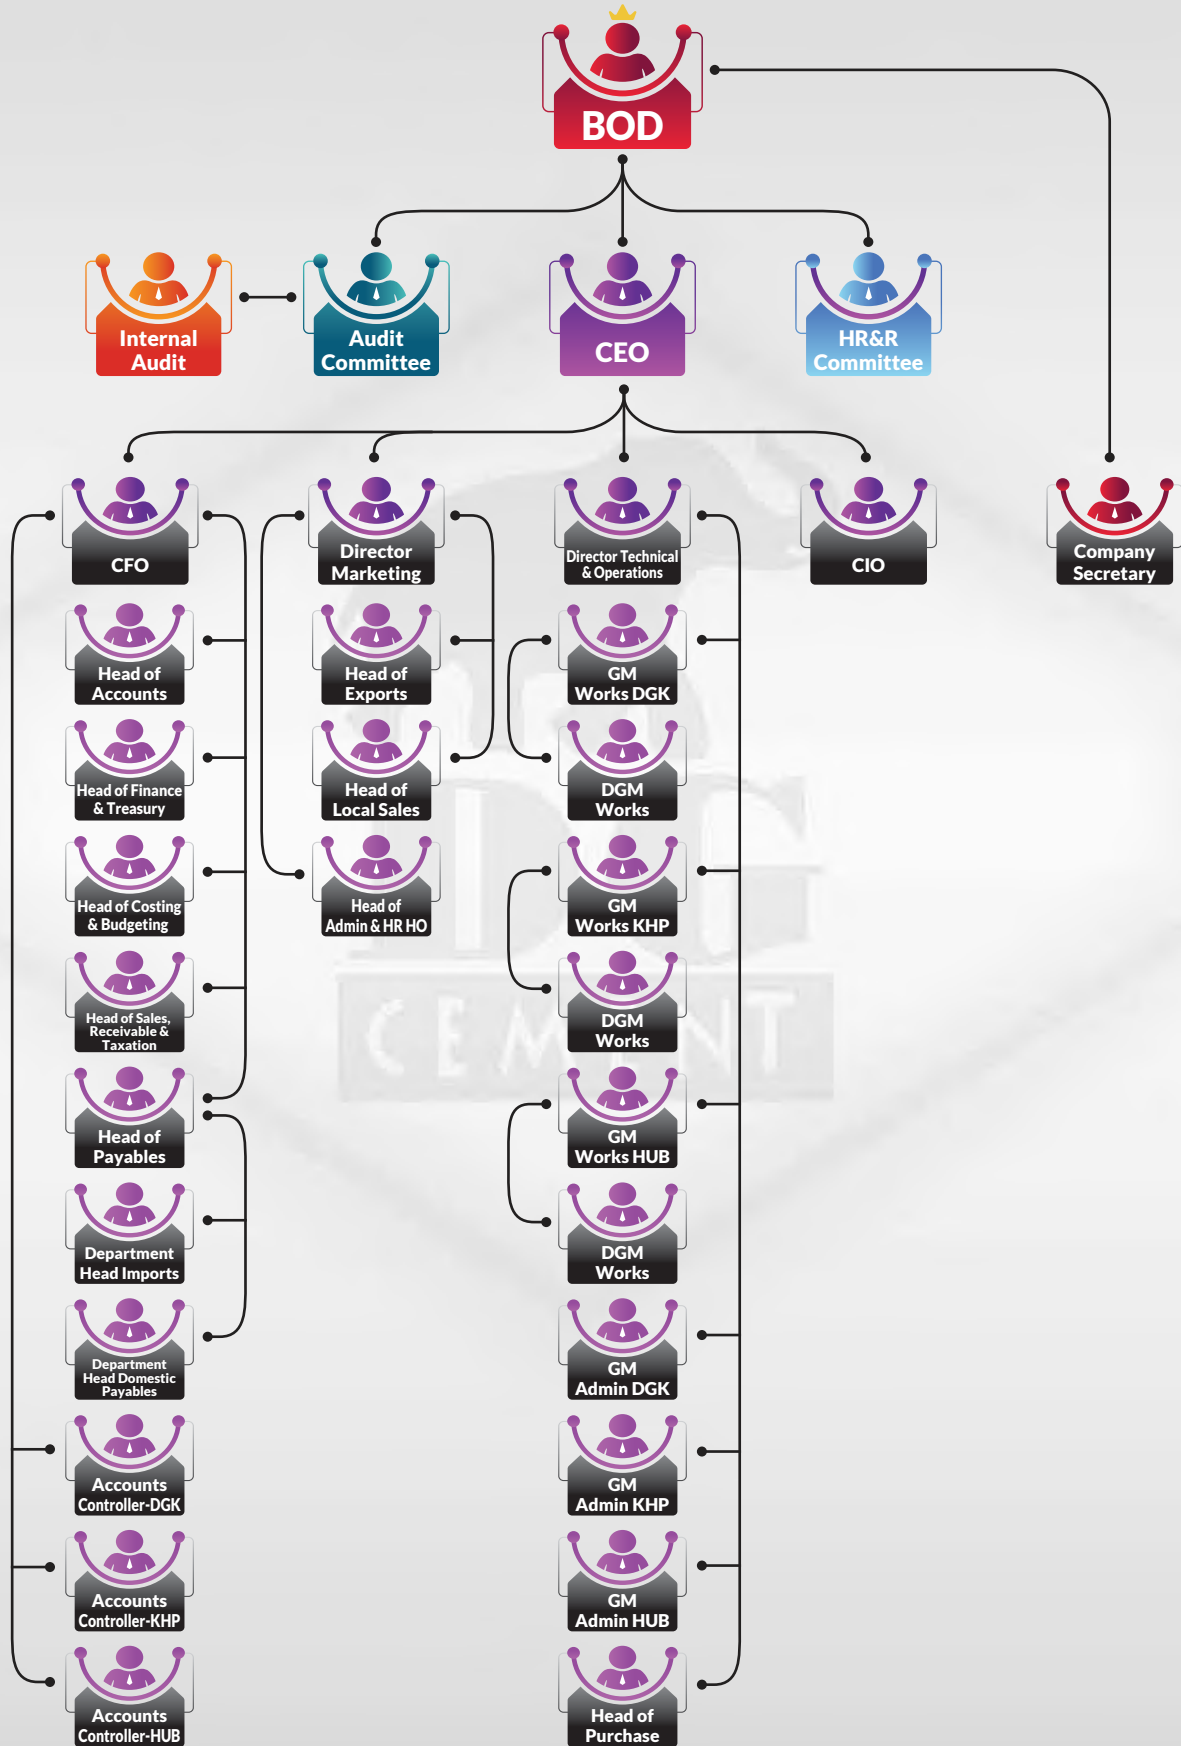 BOD
Internal
Audit
Audit
Committee
CEO
HR&R
Committee
CFO
Director
Marketing
Director Technical
& Operations
CIO
Company
Secretary
Head of
Accounts
Head of
Exports
GM
Works DGK
Head of Finance
& Treasury
Head of
Local Sales
DGM
Works
Head of Costing
& Budgeting
Head of
Admin & HR HO
GM
Works KHP
Head of Sales,
Receivable &
Taxation
DGM
Works
Head of
Payables
GM
Works HUB
Department
Head Imports
DGM
Works
Department
Head Domestic
Payables
GM
Admin DGK
Accounts
Controller-DGK
GM
Admin KHP
Accounts
Controller-KHP
GM
Admin HUB
Accounts
Controller-HUB
Head of
Purchase
DG
CEMENT